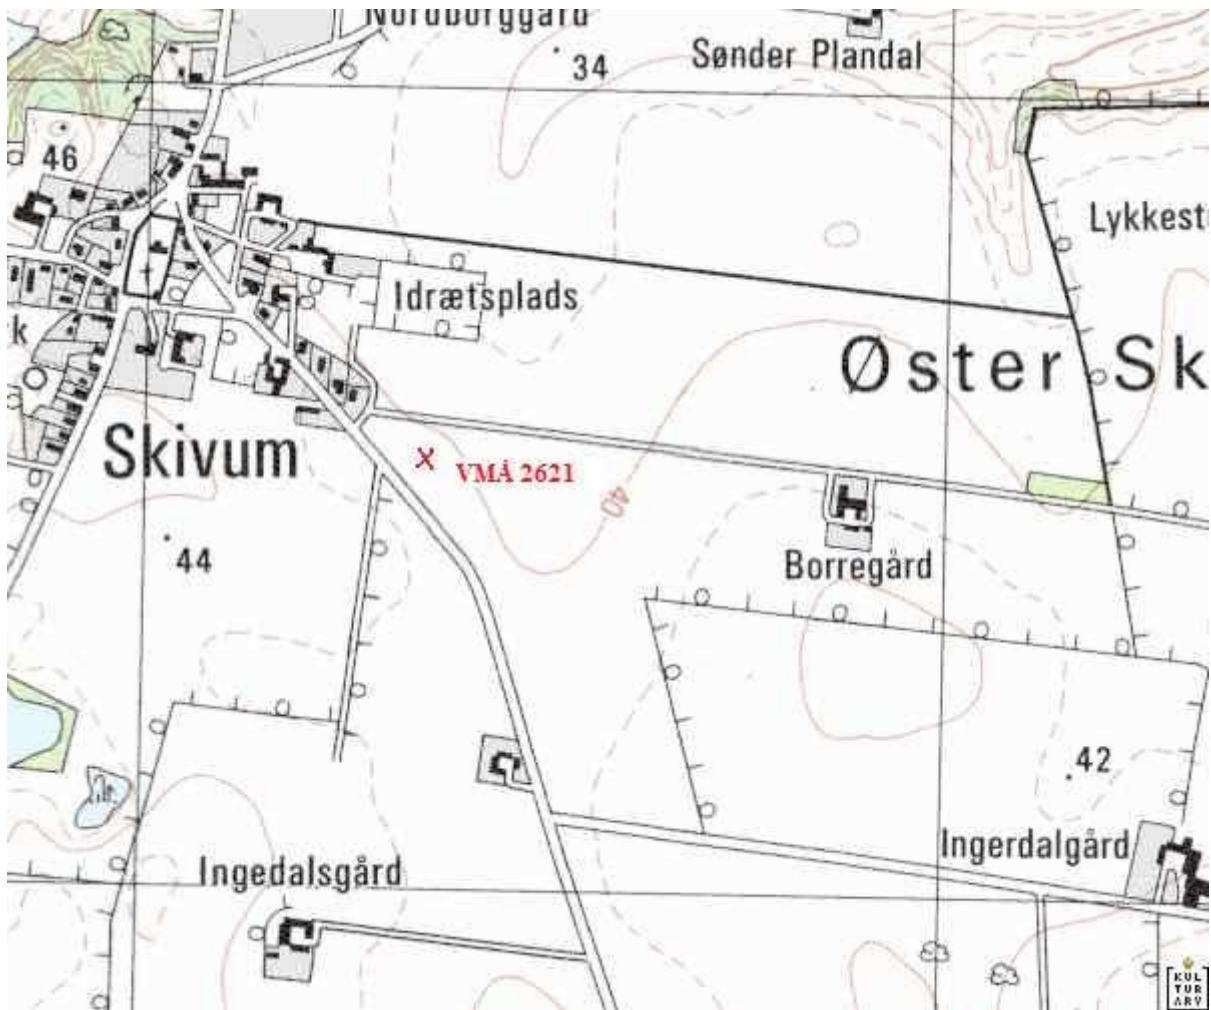 Nordborggård
34
Sønder Plandal
46
Lykkest
Idrætsplads
k
Øster Sk
Skivum
VMÅ 2621
40
44
Borregård
42
Ingerdalgård
Ingedalsgård
KUL
TUR
ARV